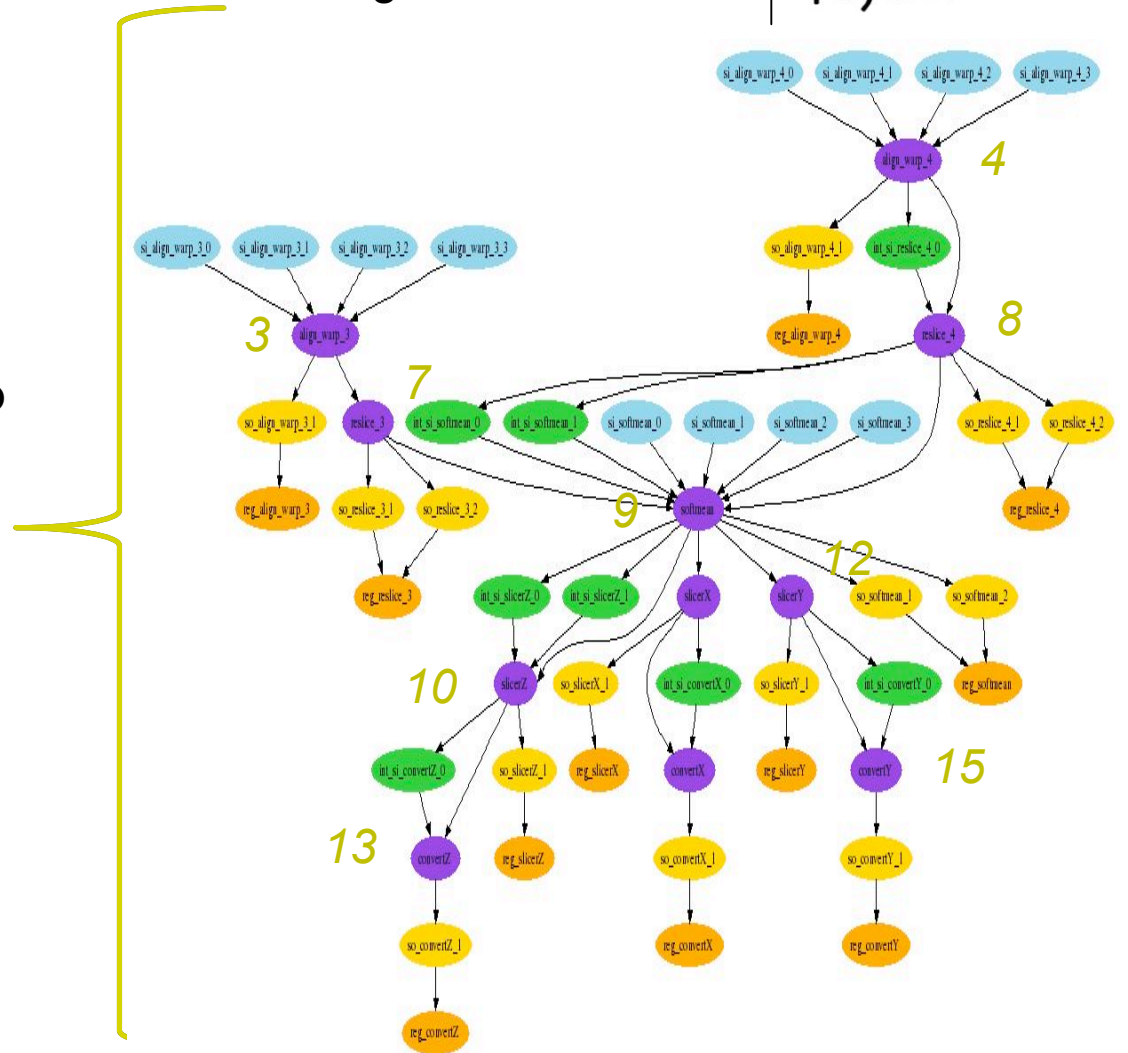 si_align_warp_4_0 si_align_warp_4_1 si_align_warp_4_2 si_align_warp_4_3
align_warp_4 4
si_align_warp_3_0 si_align_warp_3_1 si_align_warp_3_2 si_align_warp_3_3 so_align_warp_4_1 int_si_reslice_4_0
3 align_warp_3 reg_align_warp_4 reslice_4 8
7
so_align_warp_3_1 reslice_3 int_si_softmean_0 int_si_softmean_1 si_softmean_0 si_softmean_1 si_softmean_2 si_softmean_3 so_reslice_4_1 so_reslice_4_2
reg_align_warp_3 so_reslice_3_1 so_reslice_3_2 9 softmean reg_reslice_4
12
reg_reslice_3 int_si_slicerZ_0 int_si_slicerZ_1 slicerX slicerY so_softmean_1 so_softmean_2
10 slicerZ so_slicerX_1 int_si_convertX_0 so_slicerY_1 int_si_convertY_0 reg_softmean
int_si_convertZ_0 so_slicerZ_1 reg_slicerX convertX reg_slicerY convertY 15
13 convertZ reg_slicerZ so_convertX_1 so_convertY_1
so_convertZ_1 reg_convertX reg_convertY
reg_convertZ